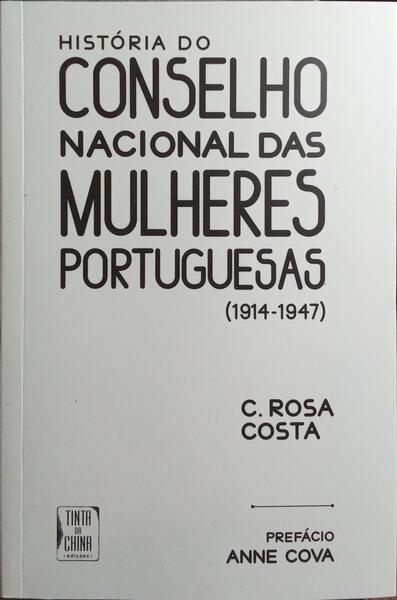 HISTÓRIA DO
CONSELHO
NACIONAL DAS
MULHERES
PORTUGUESAS
(1914-1947)
C. ROSA
COSTA
TINTA
DA
CHINA
edições
PREFÁCIO
ANNE COVA